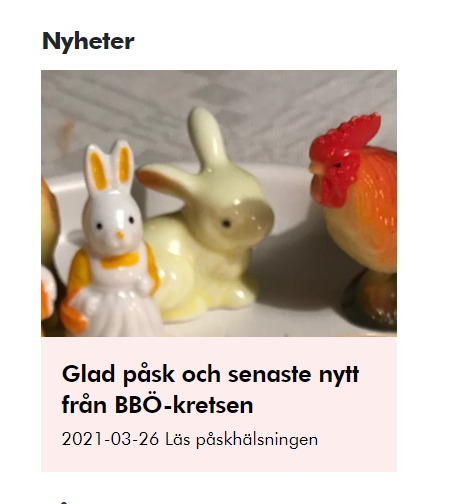 Nyheter
Glad påsk och senaste nytt
från BBÖ-kretsen
2021-03-26 Läs påskhälsningen